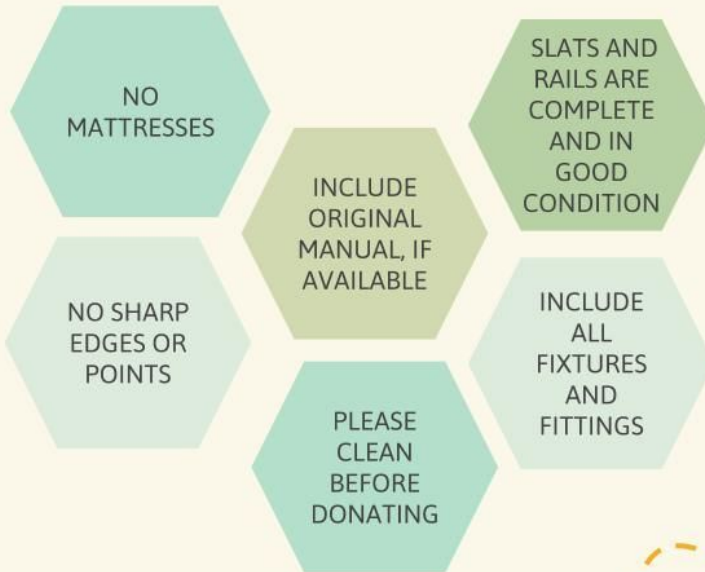 NO
MATTRESSES
SLATS AND
RAILS ARE
COMPLETE
AND IN
GOOD
CONDITION
INCLUDE
ORIGINAL
MANUAL, IF
AVAILABLE
NO SHARP
EDGES OR
POINTS
INCLUDE
ALL
FIXTURES
AND
FITTINGS
PLEASE
CLEAN
BEFORE
DONATING